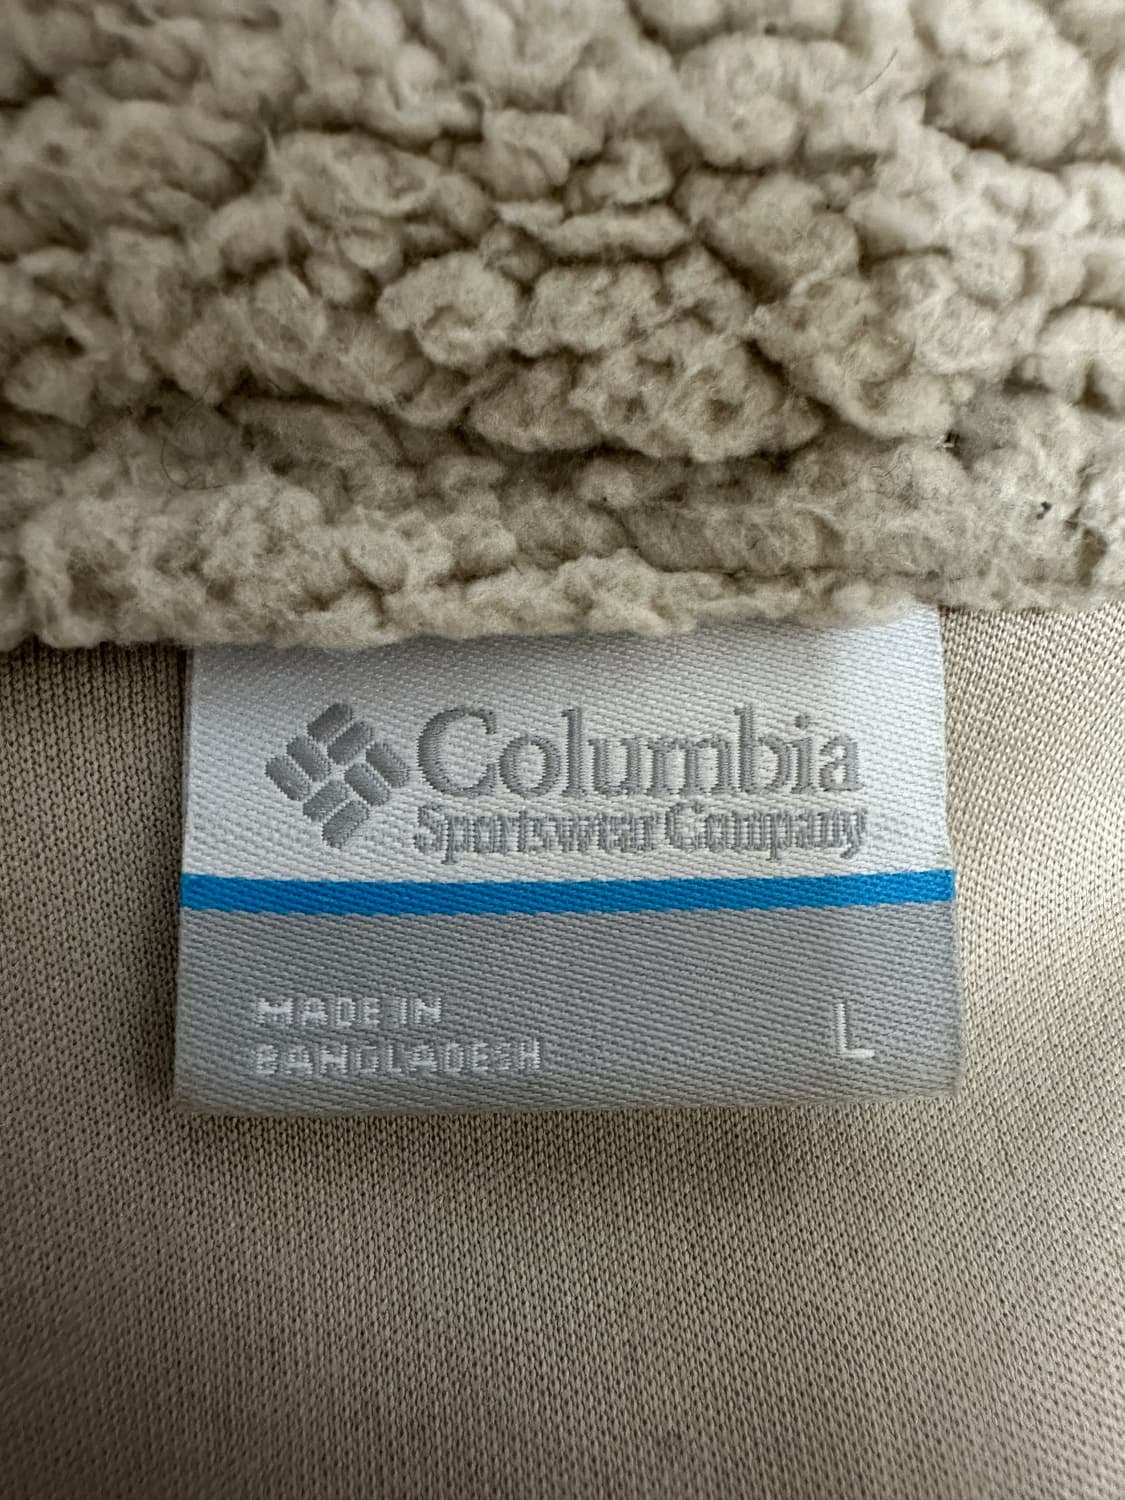 Columbia
Sportswear Company
MADE IN
BANGLADESH
L